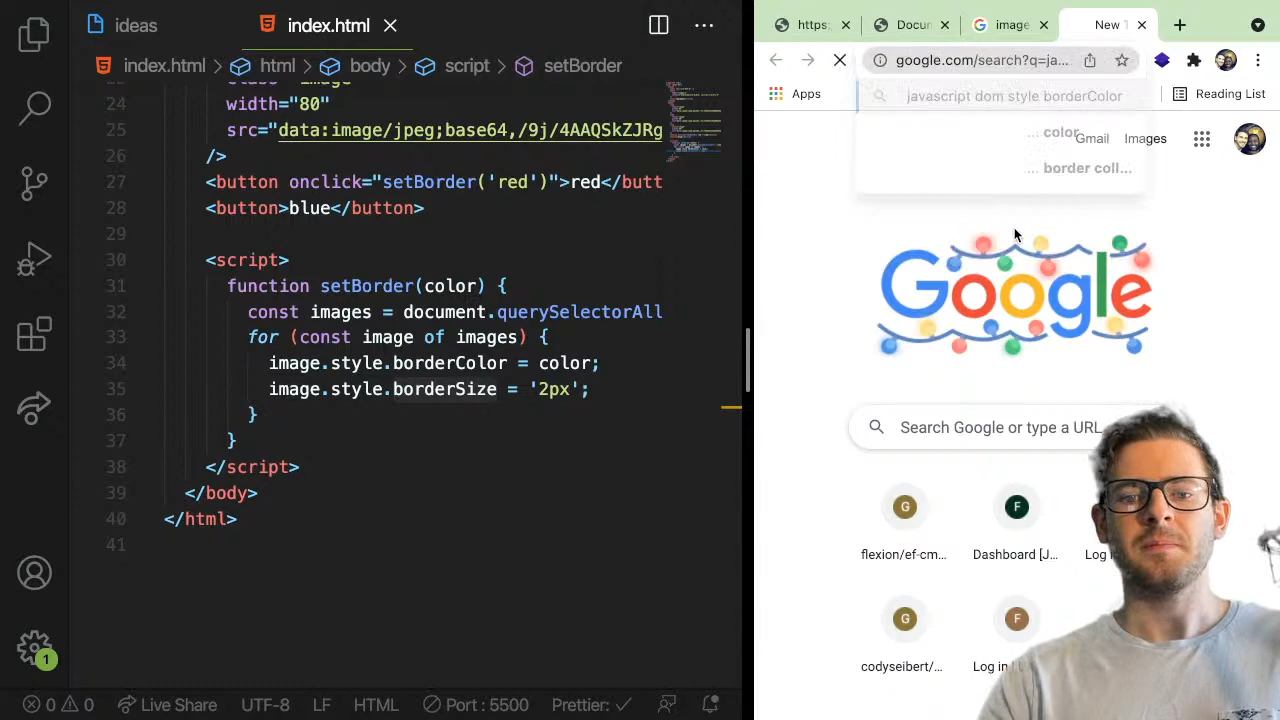 ideas
index.html
index.html > html > body > script > setBorder
24 width="80"
25 src="data:image/jpeg;base64,/9j/4AAQSkZJRg
26 />
27 <button onclick="setBorder('red')">red</butt
28 <button>blue</button>
29
30 <script>
31 function setBorder(color) {
32 const images = document.querySelectorAll
33 for (const image of images) {
34 image.style.borderColor = color;
35 image.style.borderSize = '2px';
36 }
37 }
38 </script>
39 </body>
40 </html>
41
1
0 0 Live Share UTF-8 LF HTML Port : 5500 Prettier:
https:
Docur
image
New T
google.com/search?q=ja...
Apps
Reading List
javascript dom style borderColor
... color
... border coll...
Gmail Images
Google
Search Google or type a URL
G
F
flexion/ef-cm...
Dashboard [J...
Log in
G
F
codyseibert/...
Log in